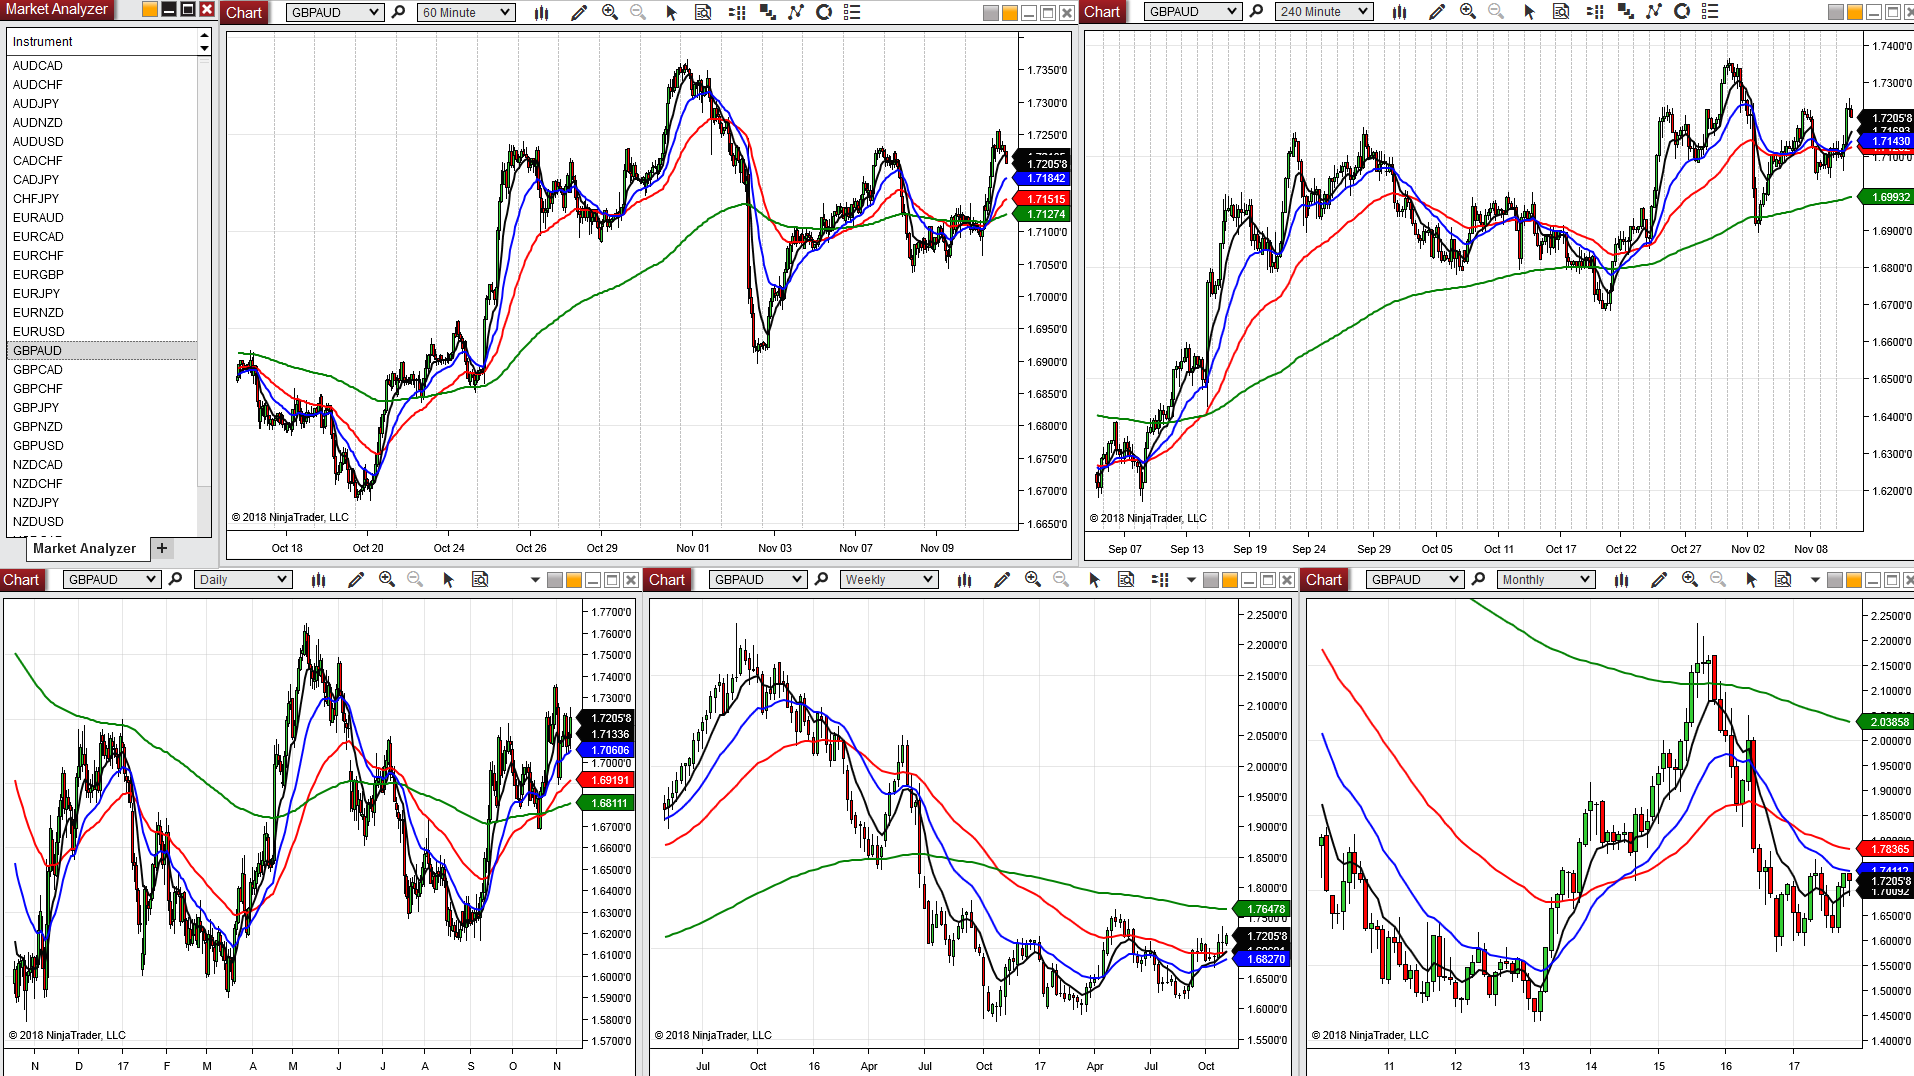 Market Analyzer
Instrument
AUDCAD
AUDCHF
AUDJPY
AUDNZD
AUDUSD
CADCHF
CADJPY
CHFJPY
EURAUD
EURCAD
EURCHF
EURGBP
EURJPY
EURNZD
EURUSD
GBPAUD
GBPCAD
GBPCHF
GBPJPY
GBPNZD
GBPUSD
NZDCAD
NZDCHF
NZDJPY
NZDUSD
Market Analyzer +
Chart GBPAUD 60 Minute
1.7350'0
1.7300'0
1.7250'0
1.7205'8
1.71842
1.71515
1.71274
1.7100'0
1.7050'0
1.7000'0
1.6950'0
1.6900'0
1.6850'0
1.6800'0
1.6750'0
1.6700'0
1.6650'0
© 2018 NinjaTrader, LLC
Oct 18 Oct 20 Oct 24 Oct 26 Oct 29 Nov 01 Nov 03 Nov 07 Nov 09
Chart GBPAUD 240 Minute
1.7400'0
1.7300'0
1.7205'8
1.71430
1.7100'0
1.69932
1.6900'0
1.6800'0
1.6700'0
1.6600'0
1.6500'0
1.6400'0
1.6300'0
1.6200'0
© 2018 NinjaTrader, LLC
Sep 07 Sep 13 Sep 19 Sep 24 Sep 29 Oct 05 Oct 11 Oct 17 Oct 22 Oct 27 Nov 02 Nov 08
Chart GBPAUD Daily
1.7700'0
1.7600'0
1.7500'0
1.7400'0
1.7300'0
1.7205'8
1.71336
1.70606
1.7000'0
1.69191
1.68111
1.6700'0
1.6600'0
1.6500'0
1.6400'0
1.6300'0
1.6200'0
1.6100'0
1.6000'0
1.5900'0
1.5800'0
1.5700'0
© 2018 NinjaTrader, LLC
N D 17 F M A M J J A S O N
Chart GBPAUD Weekly
2.2500'0
2.2000'0
2.1500'0
2.1000'0
2.0500'0
2.0000'0
1.9500'0
1.9000'0
1.8500'0
1.8000'0
1.76478
1.7500'0
1.7205'8
1.68270
1.6500'0
1.6000'0
1.5500'0
© 2018 NinjaTrader, LLC
Jul Oct 16 Apr Jul Oct 17 Apr Jul Oct
Chart GBPAUD Monthly
2.2500'0
2.2000'0
2.1500'0
2.1000'0
2.03858
2.0000'0
1.9500'0
1.9000'0
1.8500'0
1.78365
1.7205'8
1.6500'0
1.6000'0
1.5500'0
1.5000'0
1.4500'0
1.4000'0
© 2018 NinjaTrader, LLC
11 12 13 14 15 16 17